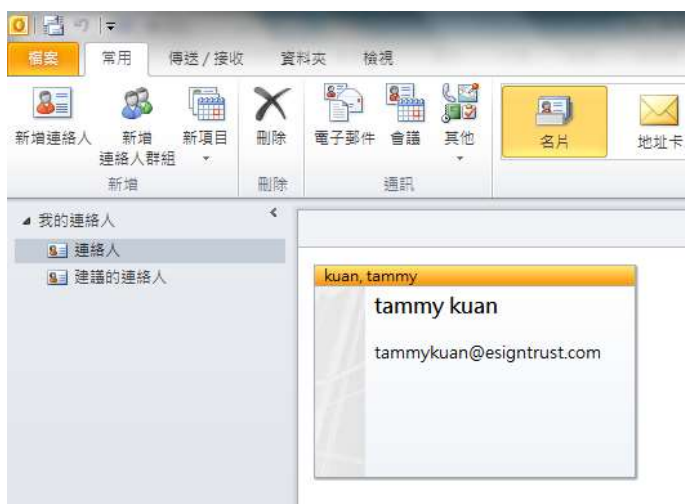 檔案 常用 傳送 / 接收 資料夾 檢視
新增連絡人 新增 連絡人群組 新項目 刪除 電子郵件 會議 其他 名片 地址卡
新增 刪除 通訊
我的連絡人
連絡人
建議的連絡人
kuan, tammy
tammy kuan
tammykuan@esigntrust.com